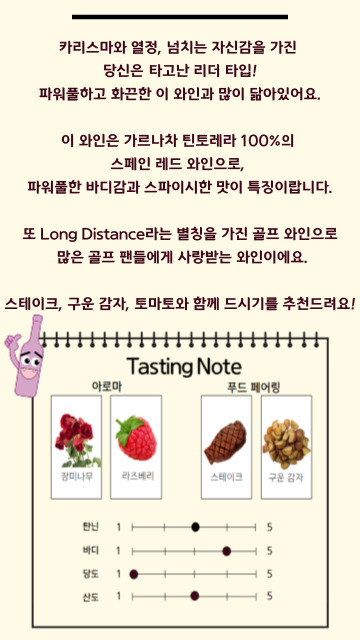 카리스마와 열정, 넘치는 자신감을 가진
당신은 타고난 리더 타입!
파워풀하고 화끈한 이 와인과 많이 닮아있어요.
이 와인은 가르나차 틴토레라 100%의
스페인 레드 와인으로,
파워풀한 바디감과 스파이시한 맛이 특징이랍니다.
또 Long Distance라는 별칭을 가진 골프 와인으로
많은 골프 팬들에게 사랑받는 와인이에요.
스테이크, 구운 감자, 토마토와 함께 드시기를 추천드려요!
Tasting Note
아로마 푸드 페어링
장미나무 라즈베리 스테이크 구운 감자
탄닌 1 5
바디 1 5
당도 1 5
산도 1 5